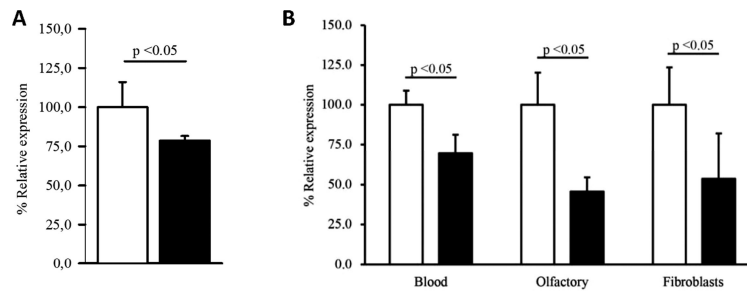 A
B
% Relative expression
150,0
125,0
100,0
75,0
50,0
25,0
0,0
p <0.05
% Relative expression
150.0
125.0
100.0
75.0
50.0
25.0
0.0
p <0.05
p <0.05
p <0.05
Blood
Olfactory
Fibroblasts